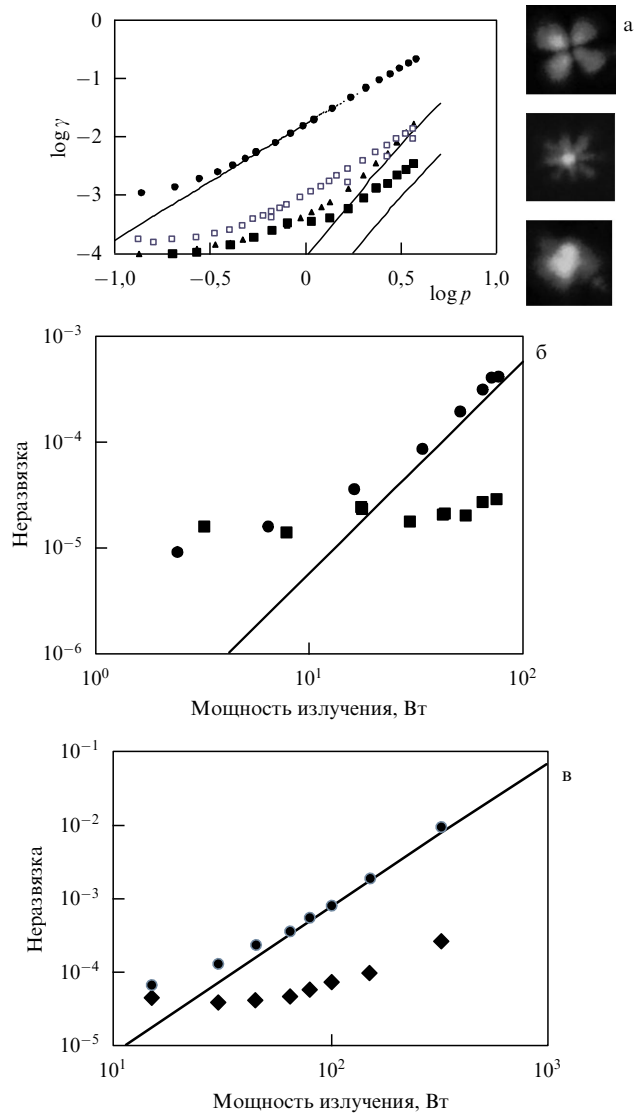 а
0
−1
−2
−3
−4
log γ
−1,0 −0,5 0 0,5 1,0
log p
б
10⁻³
10⁻⁴
10⁻⁵
10⁻⁶
Неразвязка
10⁰ 10¹ 10²
Мощность излучения, Вт
в
10⁻¹
10⁻²
10⁻³
10⁻⁴
10⁻⁵
Неразвязка
10¹ 10² 10³
Мощность излучения, Вт